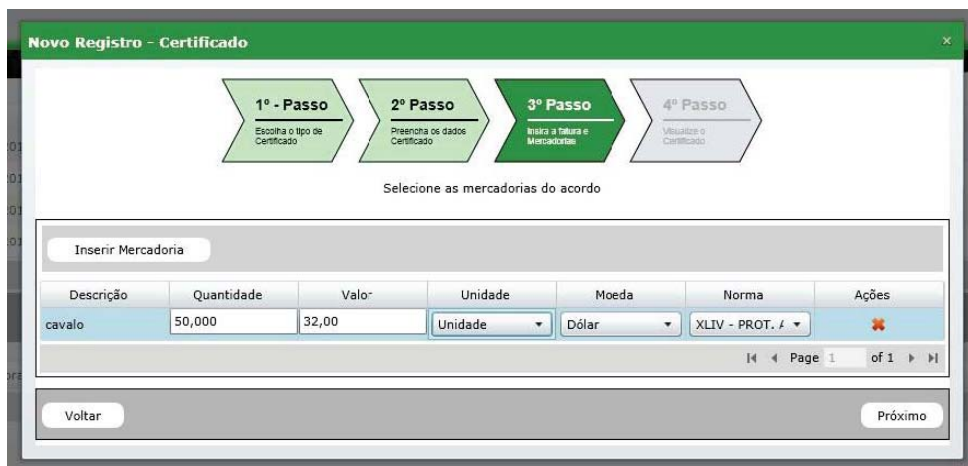 Novo Registro - Certificado
1º - Passo
Escolha o tipo de
Certificado
2º Passo
Preencha os dados
Certificado
3º Passo
Insira a fatura e
Mercadorias
4º Passo
Visualize o
Certificado
Selecione as mercadorias do acordo
Inserir Mercadoria
Descrição Quantidade Valor Unidade Moeda Norma Ações
cavalo 50,000 32,00 Unidade Dólar XLIV - PROT.
Page 1 of 1
Voltar Próximo